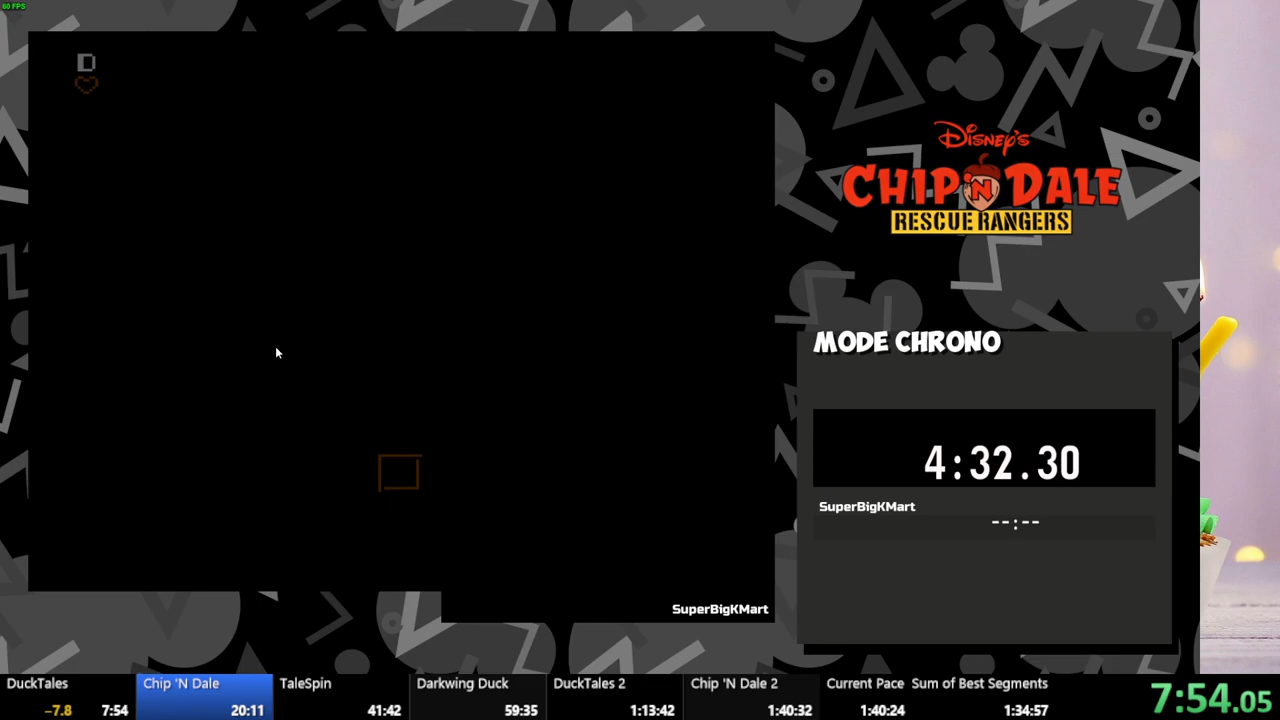 60 FPS
D
DISNEY'S
CHIP 'N DALE
RESCUE RANGERS
MODE CHRONO
4:32.30
SuperBigKMart
--:--
SuperBigKMart
DuckTales
-7.8 7:54
Chip 'N Dale
20:11
TaleSpin
41:42
Darkwing Duck
59:35
DuckTales 2
1:13:42
Chip 'N Dale 2
1:40:32
Current Pace
1:40:24
Sum of Best Segments
1:34:57
7:54.05